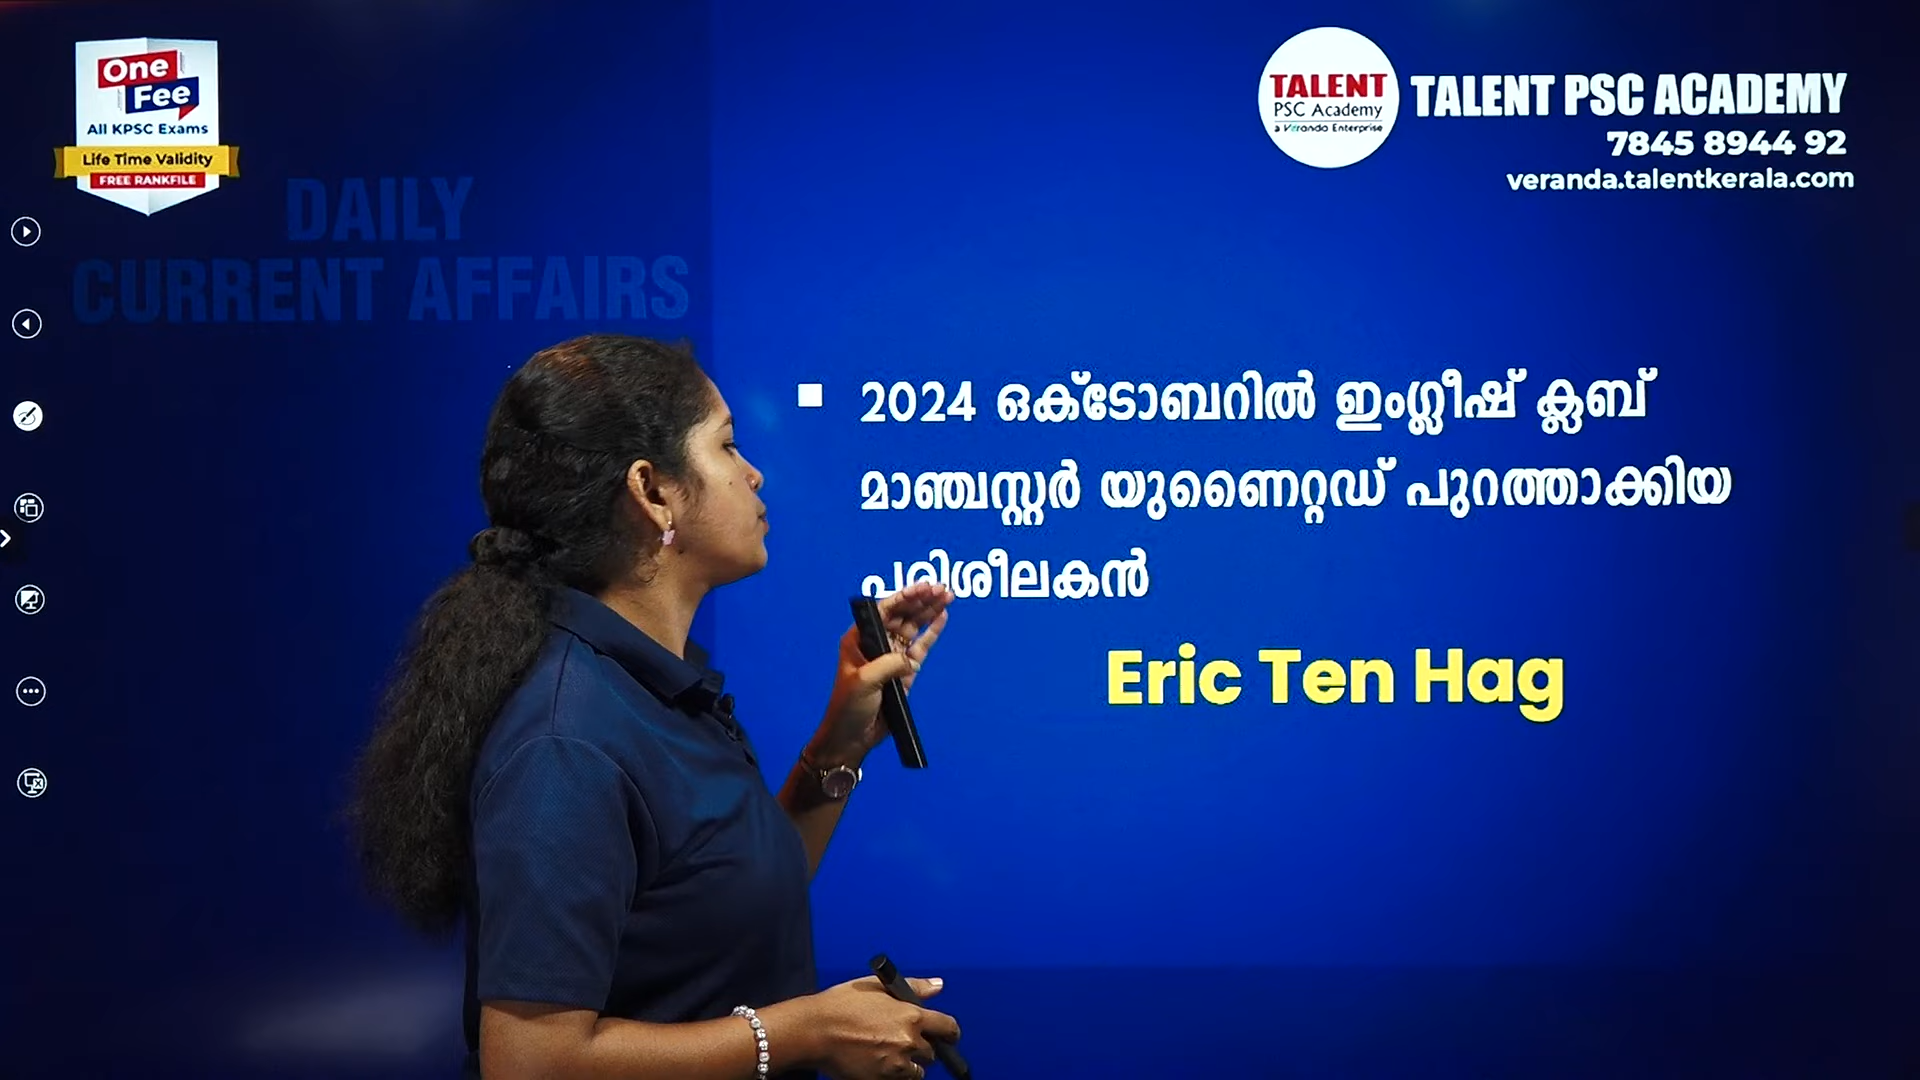 One
Fee
All KPSC Exams
Life Time Validity
FREE RANKFILE
TALENT
PSC Academy
a Veranda Enterprise
TALENT PSC ACADEMY
7845 8944 92
veranda.talentkerala.com
DAILY
CURRENT AFFAIRS
2024 ഒക്ടോബറിൽ ഇംഗ്ലീഷ് ക്ലബ്
മാഞ്ചസ്റ്റർ യുണൈറ്റഡ് പുറത്താക്കിയ
പരിശീലകൻ
Eric Ten Hag